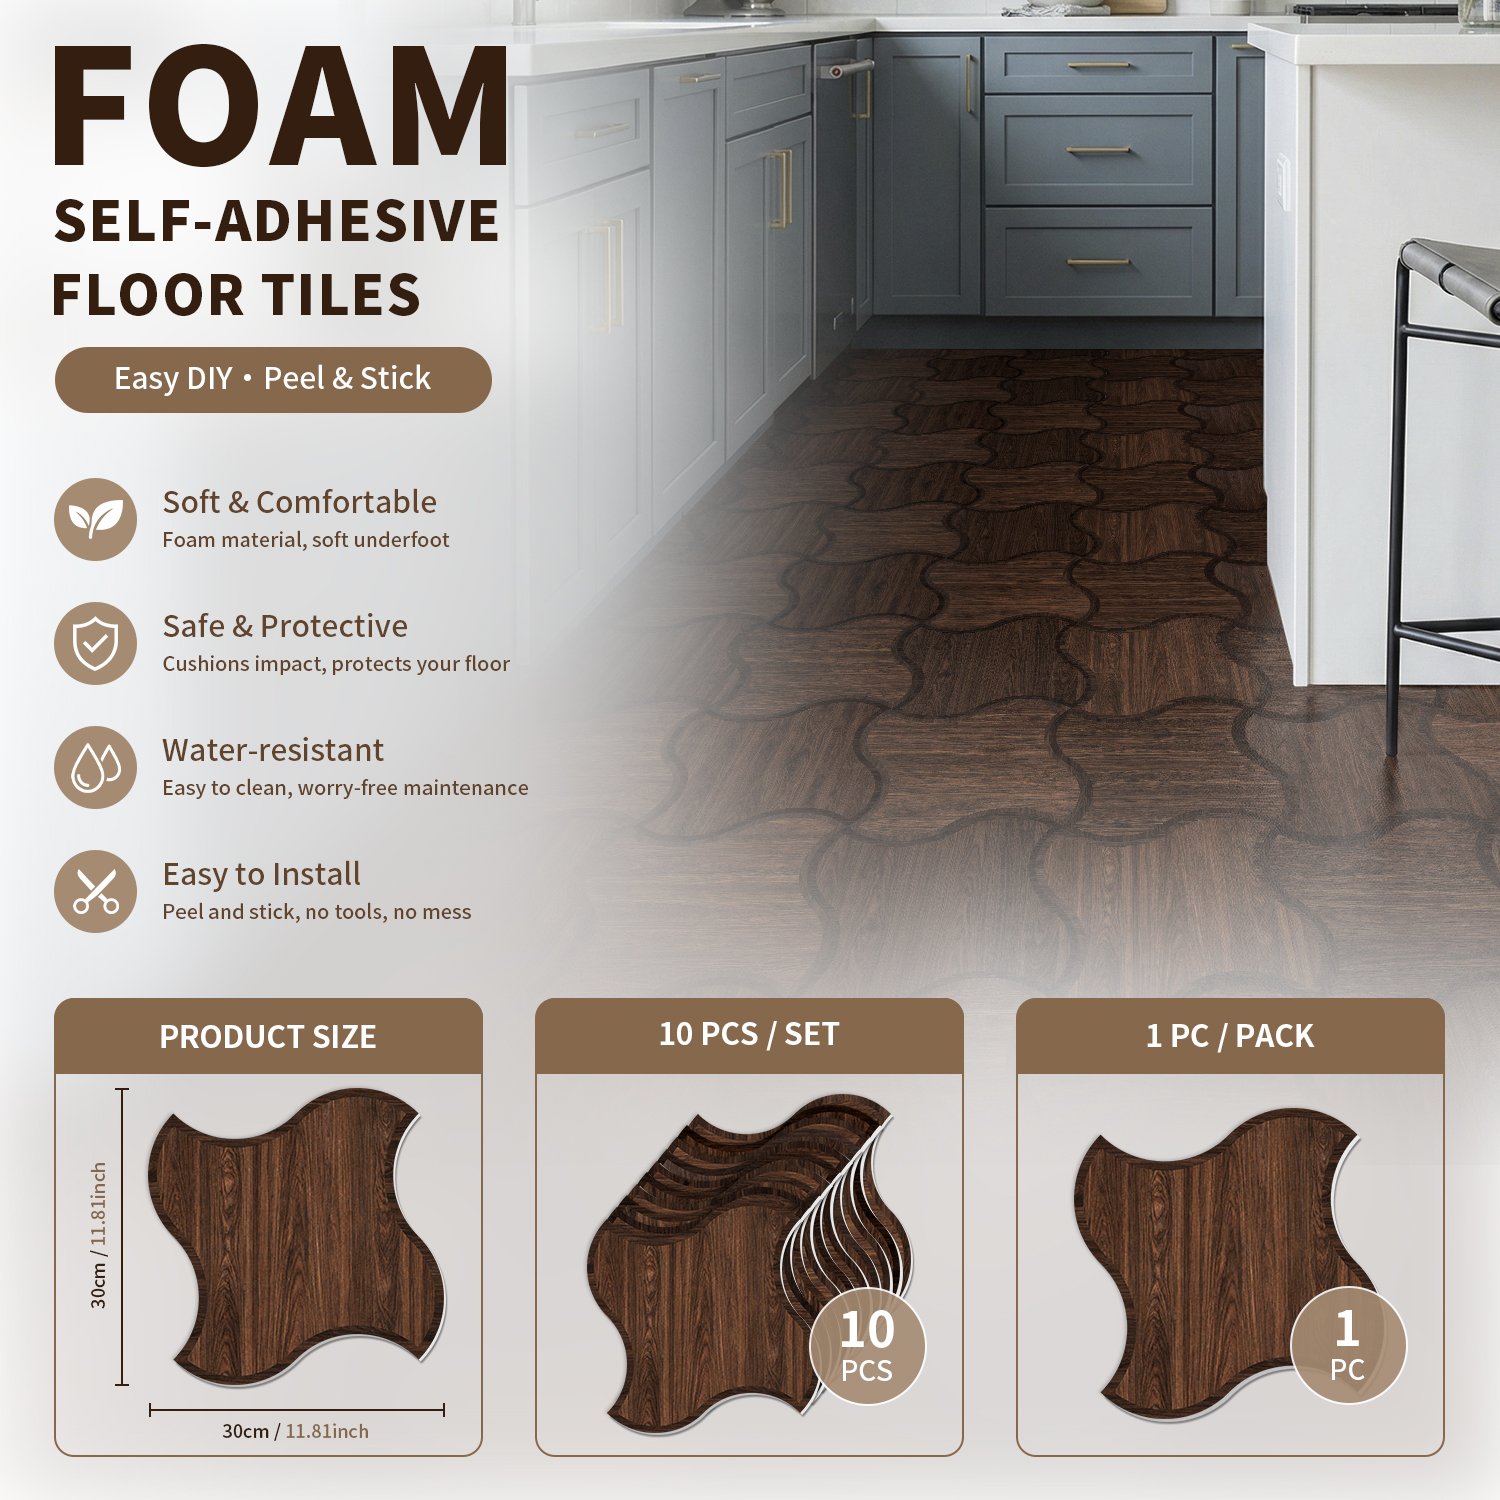 FOAM
SELF-ADHESIVE
FLOOR TILES
Easy DIY • Peel & Stick
Soft & Comfortable
Foam material, soft underfoot
Safe & Protective
Cushions impact, protects your floor
Water-resistant
Easy to clean, worry-free maintenance
Easy to Install
Peel and stick, no tools, no mess
PRODUCT SIZE
30cm / 11.81inch
30cm / 11.81inch
10 PCS / SET
10
PCS
1 PC / PACK
1
PC